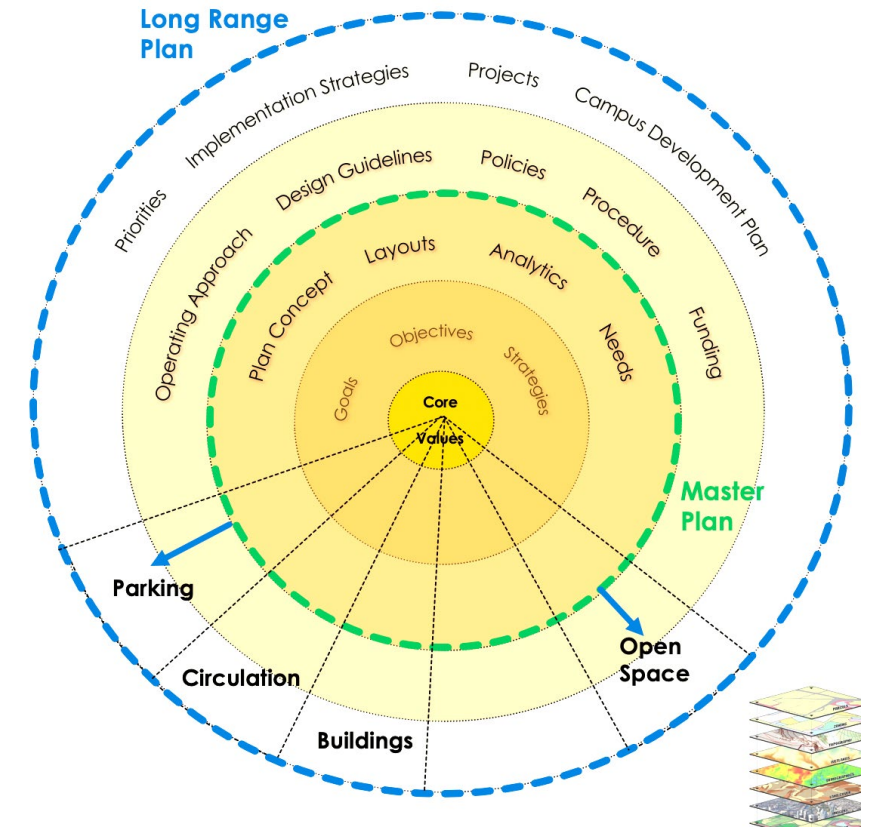 Long Range
Plan
Priorities
Implementation Strategies
Projects
Campus Development Plan
Operating Approach
Design Guidelines
Policies
Procedure
Funding
Plan Concept
Layouts
Analytics
Needs
Goals
Objectives
Strategies
Core
Values
Master
Plan
Parking
Circulation
Buildings
Open
Space